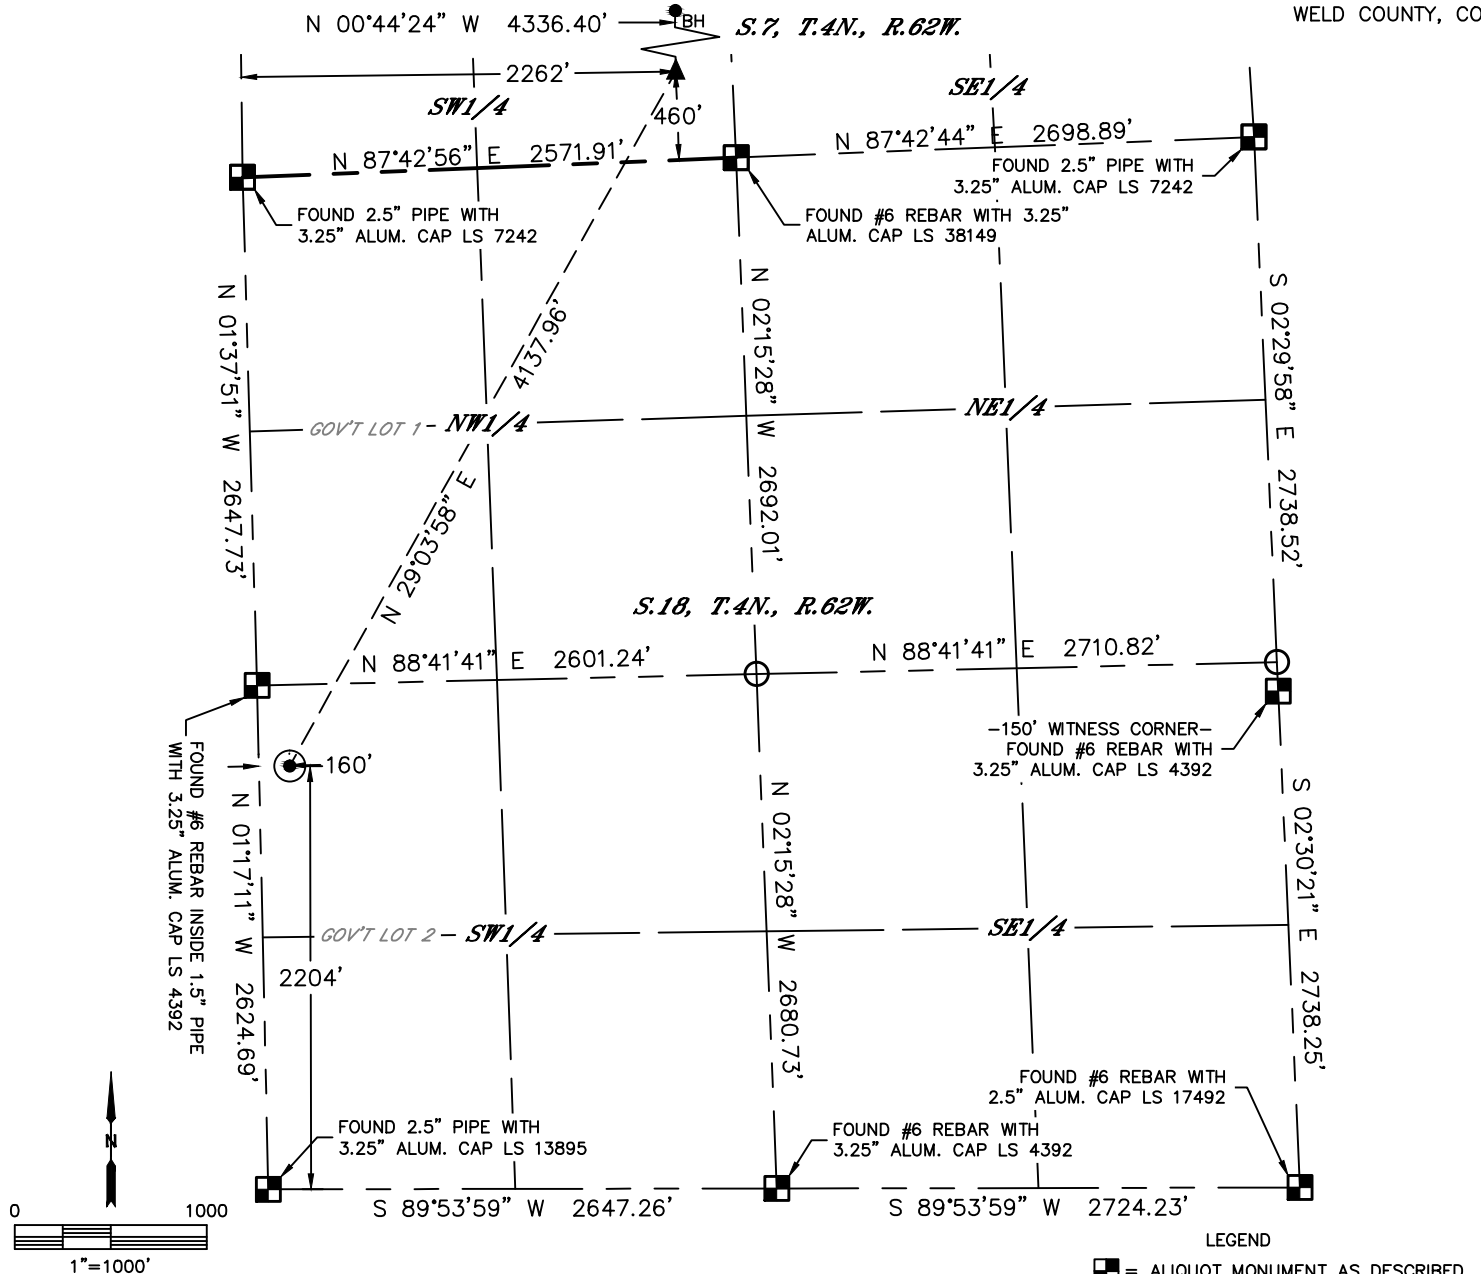 WELD COUNTY, CO
N 00°44'24" W 4336.40'
BH
S.7, T.4N., R.62W.
2262'
SW1/4
SE1/4
460'
N 87°42'56" E 2571.91'
N 87°42'44" E 2698.89'
FOUND 2.5" PIPE WITH
3.25" ALUM. CAP LS 7242
FOUND 2.5" PIPE WITH
3.25" ALUM. CAP LS 7242
FOUND #6 REBAR WITH 3.25"
ALUM. CAP LS 38149
N 01°37'51" W 2647.73'
4137.96'
N 29°03'58" E
N 02°15'28" W 2692.01'
S 02°29'58" E 2738.52'
GOV'T LOT 1
NW1/4
NE1/4
S.18, T.4N., R.62W.
N 88°41'41" E 2601.24'
N 88°41'41" E 2710.82'
-150' WITNESS CORNER-
FOUND #6 REBAR WITH
3.25" ALUM. CAP LS 4392
160'
FOUND #6 REBAR INSIDE 1.5" PIPE
WITH 3.25" ALUM. CAP LS 4392
N 01°17'11" W 2624.69'
N 02°15'28" W 2680.73'
S 02°30'21" E 2738.25'
GOV'T LOT 2
SW1/4
SE1/4
2204'
FOUND #6 REBAR WITH
2.5" ALUM. CAP LS 17492
FOUND 2.5" PIPE WITH
3.25" ALUM. CAP LS 13895
FOUND #6 REBAR WITH
3.25" ALUM. CAP LS 4392
N
S 89°53'59" W 2647.26'
S 89°53'59" W 2724.23'
0 1000
1"=1000'
LEGEND
= ALIQUOT MONUMENT AS DESCRIBED